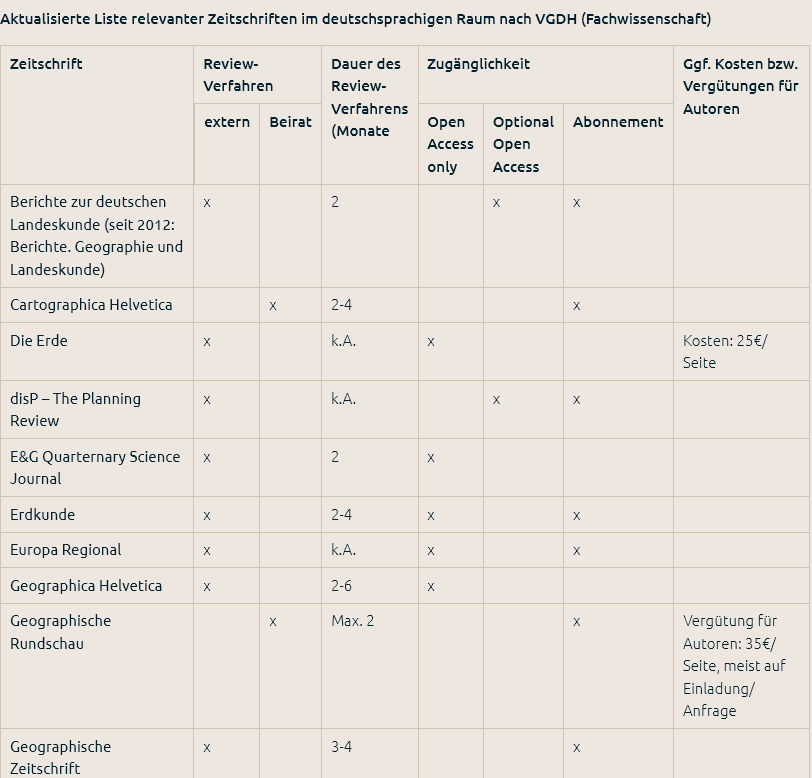 Aktualisierte Liste relevanter Zeitschriften im deutschsprachigen Raum nach VGDH (Fachwissenschaft)
Zeitschrift
Review-
Verfahren
Dauer des
Review-
Verfahrens
(Monate
Zugänglichkeit
Ggf. Kosten bzw.
Vergütungen für
Autoren
extern
Beirat
Open
Access
only
Optional
Open
Access
Abonnement
Berichte zur deutschen
Landeskunde (seit 2012:
Berichte. Geographie und
Landeskunde)
x
2
x
x
Cartographica Helvetica
x
2-4
x
Die Erde
x
k.A.
x
Kosten: 25€/
Seite
disP – The Planning
Review
x
k.A.
x
x
E&G Quarternary Science
Journal
x
2
x
Erdkunde
x
2-4
x
x
Europa Regional
x
k.A.
x
x
Geographica Helvetica
x
2-6
x
Geographische
Rundschau
x
Max. 2
x
Vergütung für
Autoren: 35€/
Seite, meist auf
Einladung/
Anfrage
Geographische
Zeitschrift
x
3-4
x